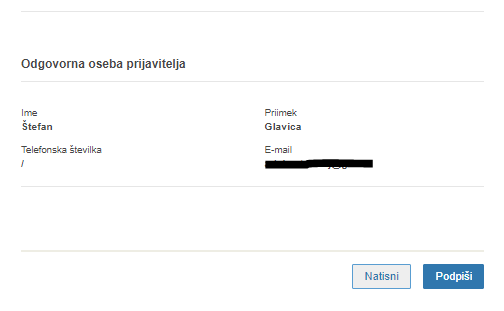 Odgovorna oseba prijavitelja
Ime Priimek
Štefan Glavica
Telefonska številka E-mail
/
Natisni Podpiši